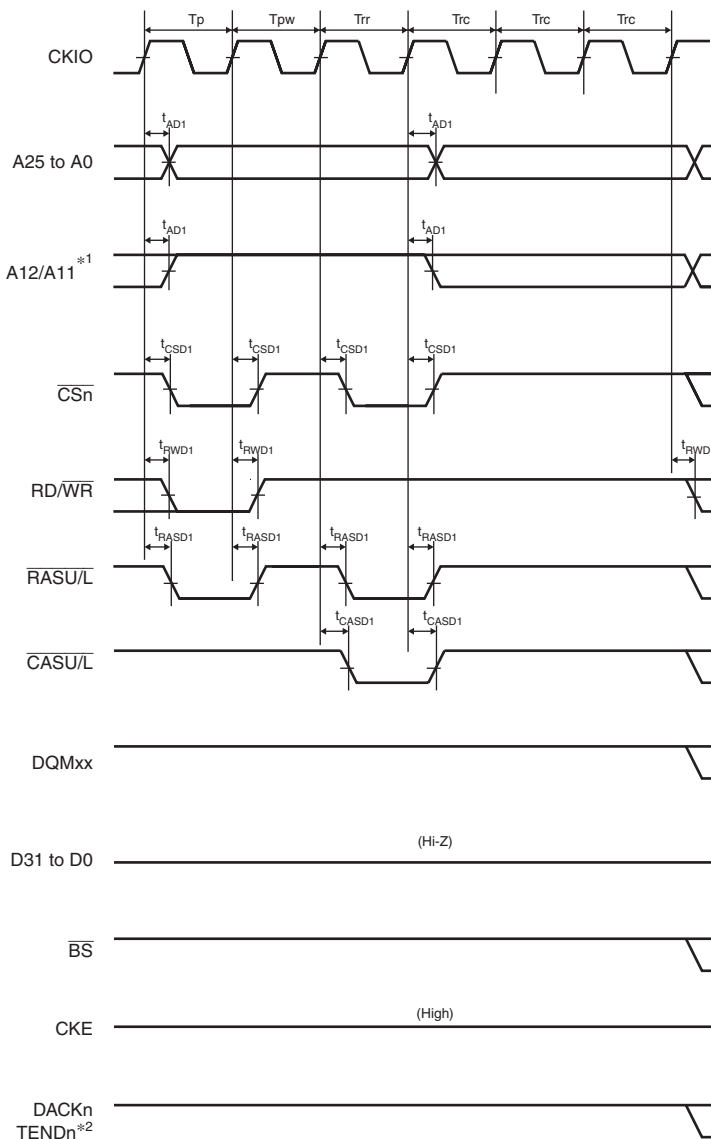 Tp Tpw Trr Trc Trc Trc
CKIO
tAD1 tAD1
A25 to A0
tAD1 tAD1
A12/A11*1
tCSD1 tCSD1 tCSD1 tCSD1
CSn
tRWD1 tRWD1 tRWD
RD/WR
tRASD1 tRASD1 tRASD1 tRASD1
RASU/L
tCASD1 tCASD1
CASU/L
DQMxx
(Hi-Z)
D31 to D0
BS
(High)
CKE
DACKn
TENDn*2